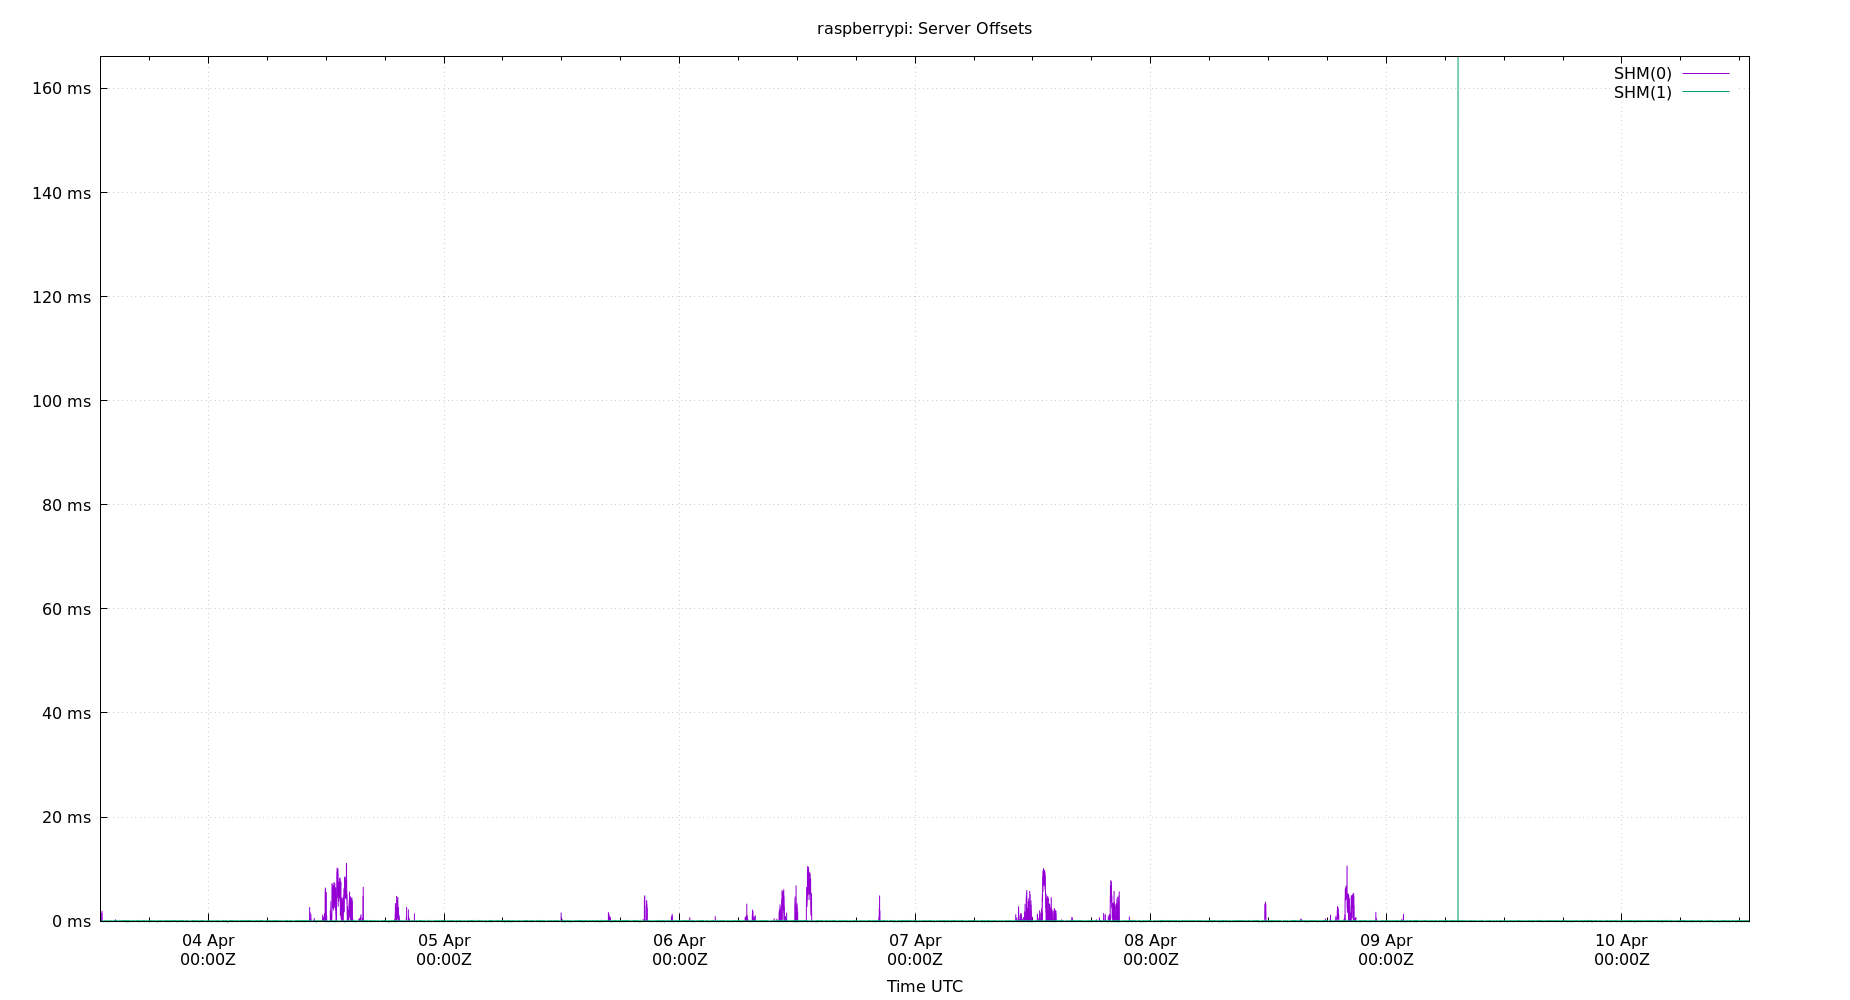 raspberrypi: Server Offsets
SHM(0)
SHM(1)
160 ms
140 ms
120 ms
100 ms
80 ms
60 ms
40 ms
20 ms
0 ms
04 Apr 05 Apr 06 Apr 07 Apr 08 Apr 09 Apr 10 Apr
00:00Z 00:00Z 00:00Z 00:00Z 00:00Z 00:00Z 00:00Z
Time UTC